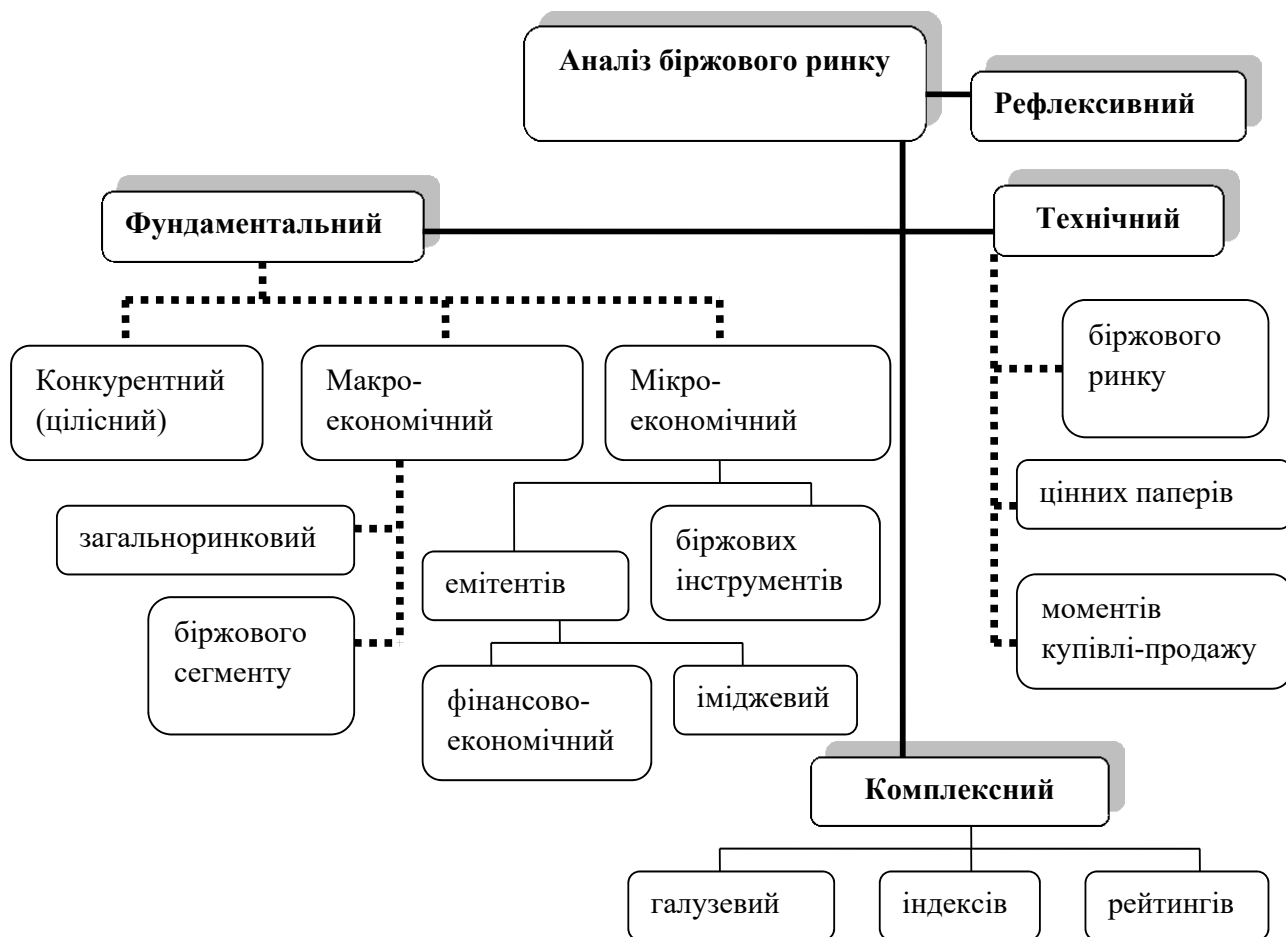 Аналіз біржового ринку
Рефлексивний
Фундаментальний
Технічний
Конкурентний
(цілісний)
Макро-
економічний
Мікро-
економічний
біржового
ринку
загальноринковий
біржового
сегменту
емітентів
біржових
інструментів
цінних паперів
фінансово-
економічний
іміджевий
моментів
купівлі-продажу
Комплексний
галузевий
індексів
рейтингів